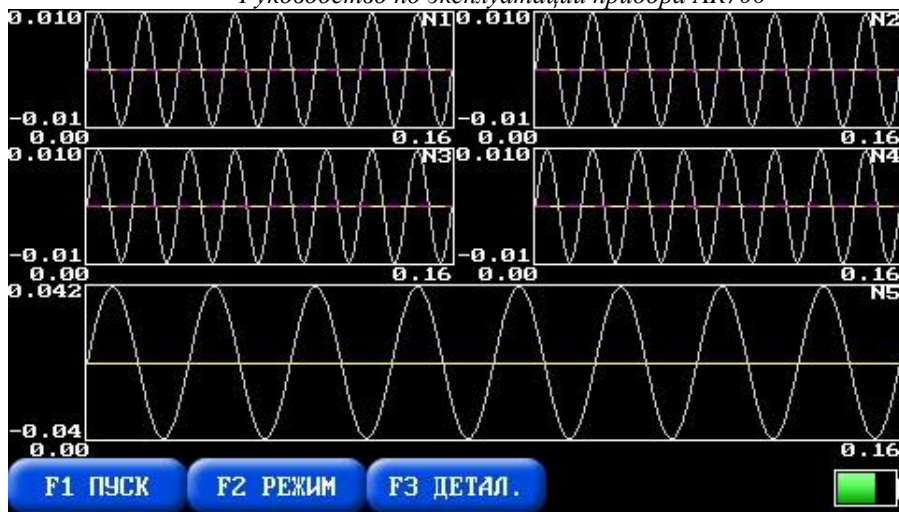 Руководство по эксплуатации прибора AR700
0.010 N1 0.010 N2
-0.01 -0.01
0.00 0.16 0.00 0.16
0.010 N3 0.010 N4
-0.01 -0.01
0.00 0.16 0.00 0.16
0.042 N5
-0.04
0.00 0.16
F1 ПУСК F2 РЕЖИМ F3 ДЕТАЛ.